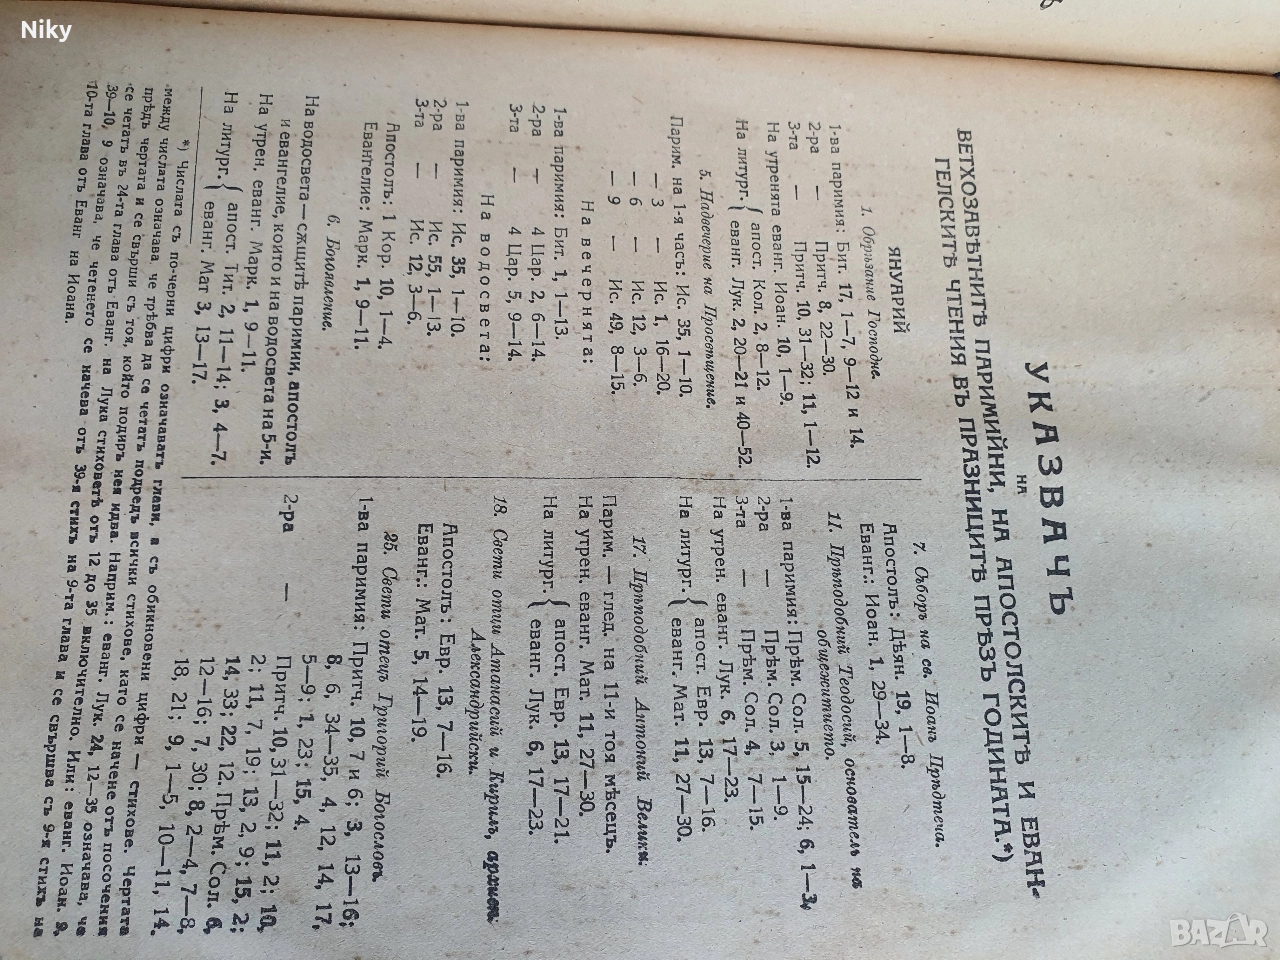 Niky
УКАЗВАЧЪ
НА
ВЕТХОЗАВѢТНИТѢ ПАРИМИЙНИ, НА АПОСТОЛСКИТѢ И ЕВАН-
ГЕЛСКИТѢ ЧТЕНИЯ ВЪ ПРАЗНИЦИТѢ ПРѢЗЪ ГОДИНАТА.*)
ЯНУАРИЙ
1. Обрѣзание Господне.
1-ва паримия: Бит. 17, 1—7, 9—12 и 14.
2-ра — Притч. 8, 22—30.
3-та — Притч. 10, 31—32; 11, 1—12.
На утренята еванг. Иоан. 10, 1—9.
На литург. { апост. Кол. 2, 8—12.
еванг. Лук. 2, 20—21 и 40—52.
5. Надвечерие на Просвѣщение.
Парим. на 1-я часъ: Ис. 35, 1—10.
— 3 — Ис. 1, 16—20.
— 6 — Ис. 12, 3—6.
— 9 — Ис. 49, 8—15.
На вечернята:
1-ва паримия: Бит. 1, 1—13.
2-ра — 4 Цар. 2, 6—14.
3-та — 4 Цар. 5, 9—14.
На водосвета:
1-ва паримия: Ис. 35, 1—10.
2-ра — Ис. 55, 1—13.
3-та — Ис. 12, 3—6.
Апостолъ: 1 Кор. 10, 1—4.
Евангелие: Марк. 1, 9—11.
6. Богоявление.
На водосвета—сѫщитѣ паримии, апостолъ
и евангелие, които и на водосвета на 5-и.
На утрен. еванг. Марк. 1, 9—11.
На литург. { апост. Тит. 2, 11—14; 3, 4—7.
еванг. Мат 3, 13—17.
7. Съборъ на св. Иоанъ Прѣдтеча.
Апостолъ: Дѣян. 19, 1—8.
Еванг.: Иоан. 1, 29—34.
11. Прѣподобний Теодосий, основатель на
общежитието.
1-ва паримия: Прѣм. Сол. 5, 15—24; 6, 1—3.
2-ра — Прѣм. Сол. 3, 1—9.
3-та — Прѣм. Сол. 4, 7—15.
На утрен. еванг. Лук. 6, 17—23.
На литург. { апост. Евр. 13, 7—16.
еванг. Мат. 11, 27—30.
17. Прѣподобний Антоний Велики:
Парим. — глед. на 11-и тоя мѣсецъ.
На утрен. еванг. Мат. 11, 27—30.
На литург. { апост. Евр. 13, 17—21.
еванг. Лук. 6, 17—23.
18. Свети отци Атанасий и Кирилъ, архиеп.
Александрийски.
Апостолъ: Евр. 13, 7—16.
Еванг.: Мат. 5, 14—19.
25. Свети отецъ Григорий Богословъ.
1-ва паримия: Притч. 10, 7 и 6; 3, 13—16;
8, 6, 34—35, 4, 12, 14, 17,
5—9; 1, 23; 15, 4.
2-ра — Притч. 10, 31—32; 11, 2; 10,
2; 11, 7, 19; 13, 2, 9; 15, 2;
14, 33; 22, 12. Прѣм. Сол. 6,
12—16; 7, 30; 8, 2—4, 7—8,
18, 21; 9, 1—5, 10—11, 14.
*) Числата съ по-черни цифри означаватъ глави, а съ обикновени цифри — стихове. Чертата
между числата означава, че трѣбва да се четатъ подредъ всички стихове, като се начене отъ посочения
прѣдъ чертата и се свърши съ тоя, който подиръ нея идва. Наприм.: еванг. Лук. 24, 12—35 означава, че
се четатъ въ 24-та глава отъ Еванг. на Лука стиховетѣ отъ 12 до 35 включително. Или: еванг. Иоан. 9,
39—10, 9 означава, че четенето се начева отъ 39-я стихъ на 9-та глава и се свършва съ 9-я стихъ на
10-та глава отъ Еванг на Иоана.
BAZAR